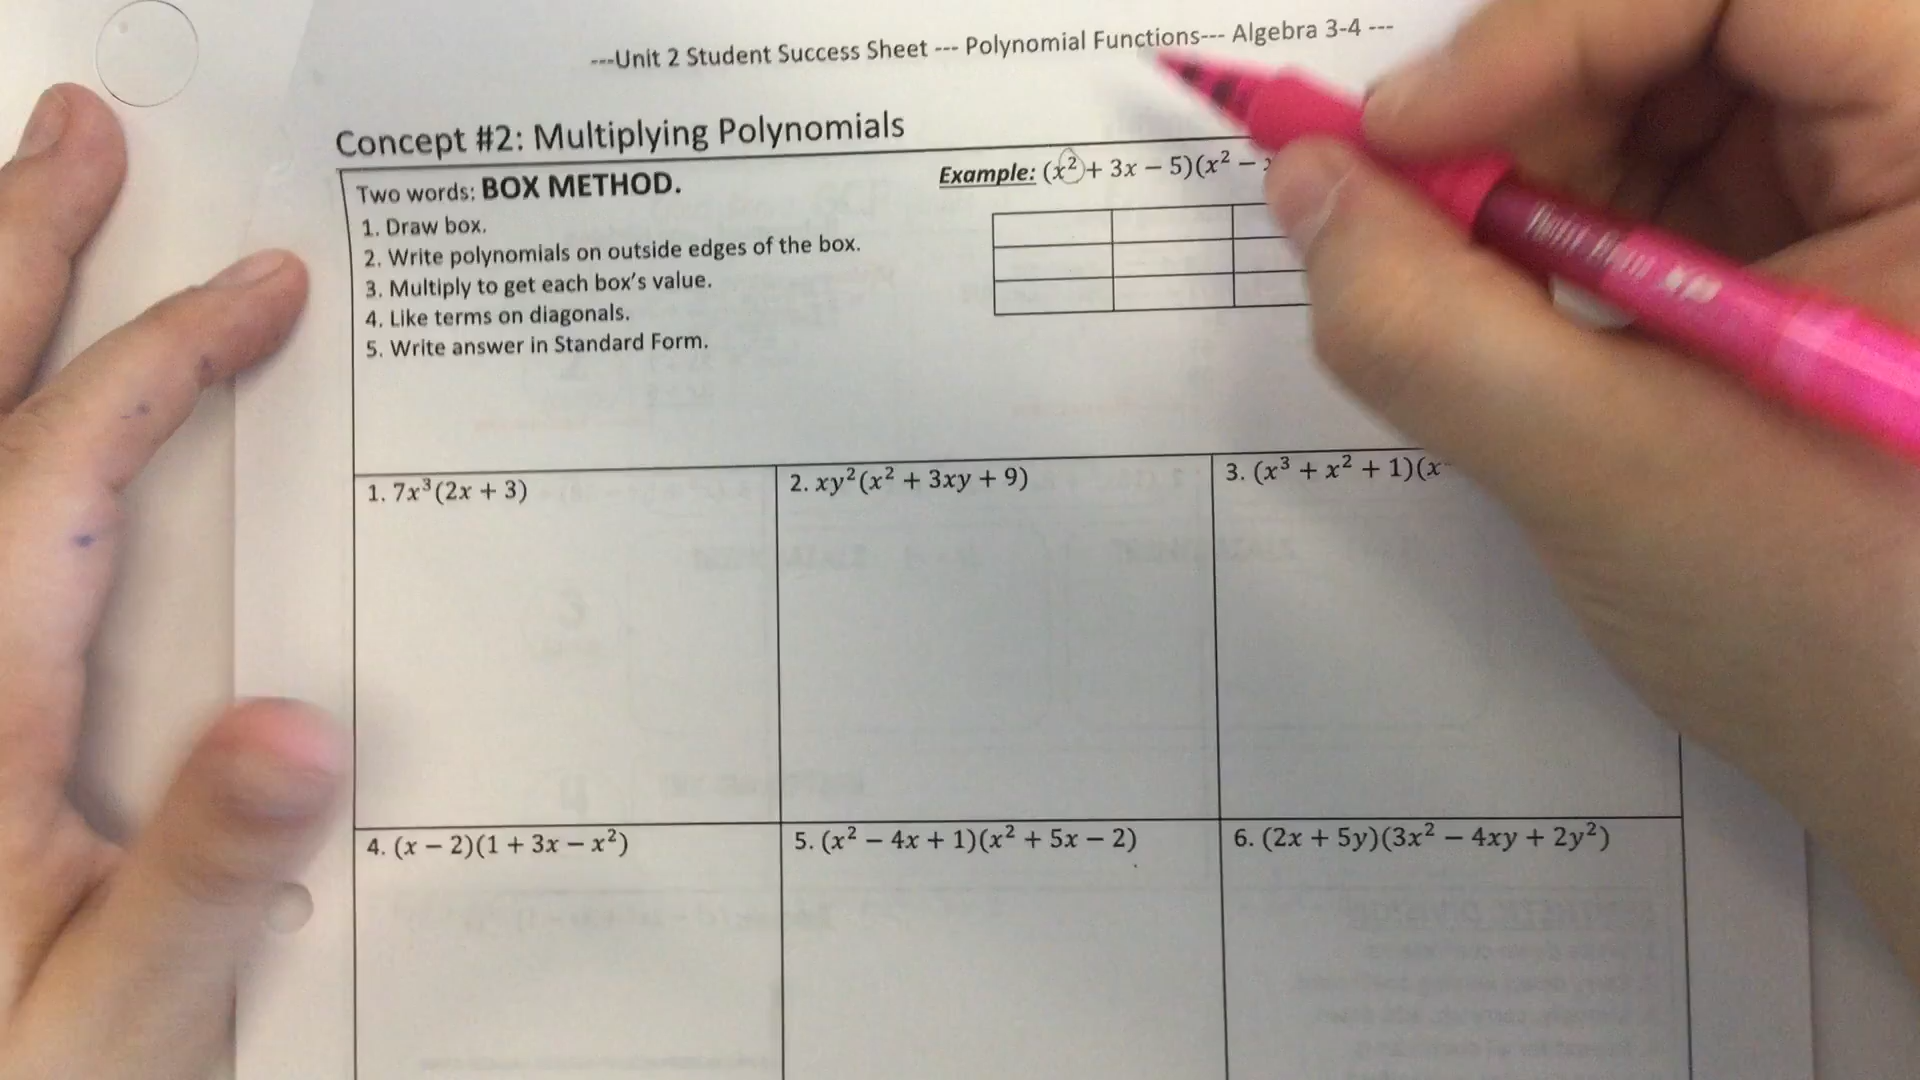 ---Unit 2 Student Success Sheet --- Polynomial Functions--- Algebra 3-4 ---
Concept #2: Multiplying Polynomials
Two words: BOX METHOD.
1. Draw box.
2. Write polynomials on outside edges of the box.
3. Multiply to get each box's value.
4. Like terms on diagonals.
5. Write answer in Standard Form.
Example: (x² + 3x − 5)(x² −
1. 7x³(2x + 3)
2. xy²(x² + 3xy + 9)
3. (x³ + x² + 1)(x
4. (x − 2)(1 + 3x − x²)
5. (x² − 4x + 1)(x² + 5x − 2)
6. (2x + 5y)(3x² − 4xy + 2y²)